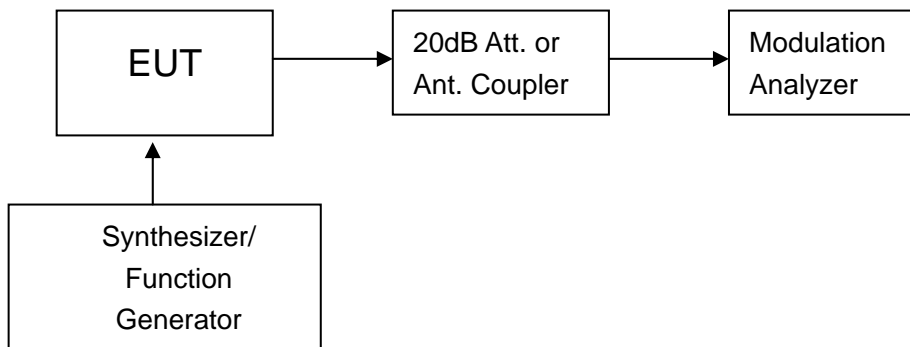 EUT
20dB Att. or
Ant. Coupler
Modulation
Analyzer
Synthesizer/
Function
Generator